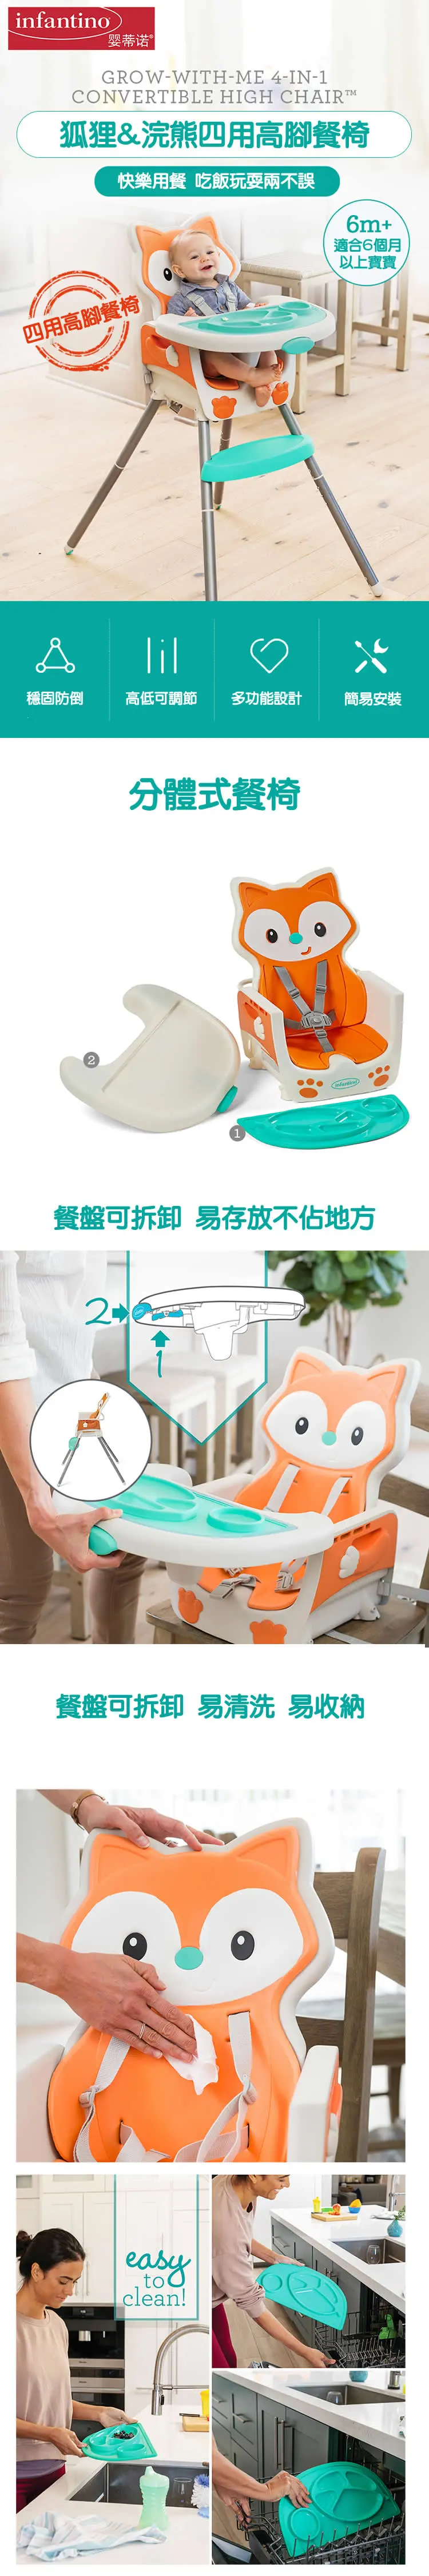 infantino
婴蒂诺®
GROW-WITH-ME 4-IN-1
CONVERTIBLE HIGH CHAIR™
狐狸&浣熊四用高腳餐椅
快樂用餐 吃飯玩耍兩不誤
6m+
適合6個月
以上寶寶
四用高腳餐椅
穩固防倒
高低可調節
多功能設計
簡易安裝
分體式餐椅
2
infantino
1
餐盤可拆卸 易存放不佔地方
2
1
餐盤可拆卸 易清洗 易收納
easy
to
clean!